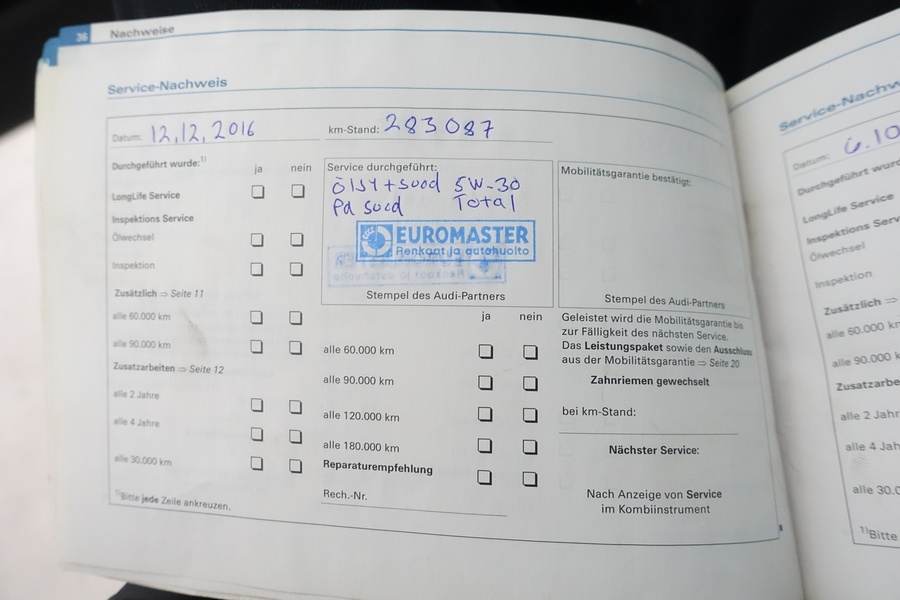 36 Nachweise
Service-Nachweis
Datum: 12,12,2016 km-Stand: 283 087
Durchgeführt wurde:1) ja nein
LongLife Service
Inspektions Service
Ölwechsel
Inspektion
Zusätzlich ⇒ Seite 11
alle 60.000 km
alle 90.000 km
Zusatzarbeiten ⇒ Seite 12
alle 2 Jahre
alle 4 Jahre
alle 30.000 km
1)Bitte jede Zeile ankreuzen.
Service durchgeführt:
5W-30
Total
EUROMASTER
Renkaat ja autohuolto
Stempel des Audi-Partners
ja nein
alle 60.000 km
alle 90.000 km
alle 120.000 km
alle 180.000 km
Reparaturempfehlung
Rech.-Nr.
Mobilitätsgarantie bestätigt:
Stempel des Audi-Partners
Geleistet wird die Mobilitätsgarantie bis
zur Fälligkeit des nächsten Service.
Das Leistungspaket sowie den Ausschluss
aus der Mobilitätsgarantie ⇒ Seite 20
Zahnriemen gewechselt
bei km-Stand:
Nächster Service:
Nach Anzeige von Service
im Kombiinstrument
Service-Nachw
Datum: 6.10
Durchgeführt wurd
LongLife Service
Inspektions Serv
Ölwechsel
Inspektion
Zusätzlich ⇒
alle 60.000 km
alle 90.000 k
Zusatzarbe
alle 2 Jahr
alle 4 Jah
alle 30.0
1)Bitte